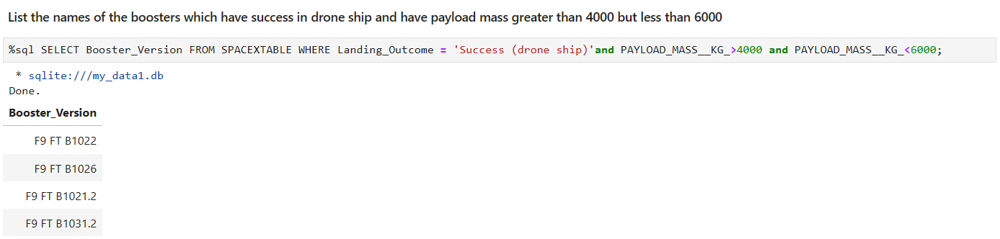 List the names of the boosters which have success in drone ship and have payload mass greater than 4000 but less than 6000
%sql SELECT Booster_Version FROM SPACEXTABLE WHERE Landing_Outcome = 'Success (drone ship)'and PAYLOAD_MASS__KG_>4000 and PAYLOAD_MASS__KG_<6000;
* sqlite:///my_data1.db
Done.
Booster_Version
F9 FT B1022
F9 FT B1026
F9 FT B1021.2
F9 FT B1031.2